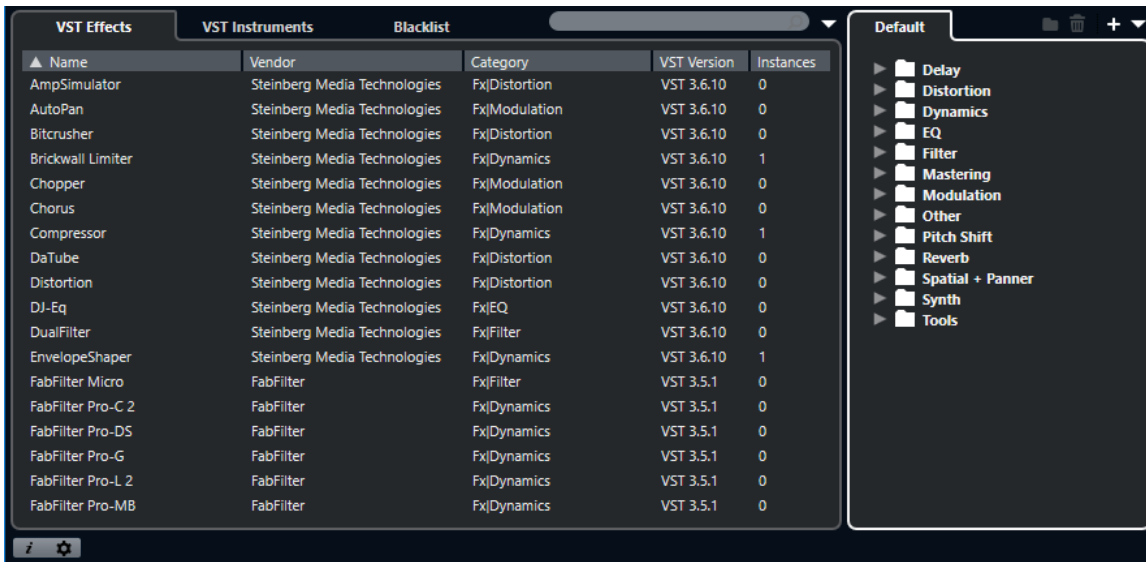 VST Effects VST Instruments Blacklist
Name Vendor Category VST Version Instances
AmpSimulator Steinberg Media Technologies Fx|Distortion VST 3.6.10 0
AutoPan Steinberg Media Technologies Fx|Modulation VST 3.6.10 0
Bitcrusher Steinberg Media Technologies Fx|Distortion VST 3.6.10 0
Brickwall Limiter Steinberg Media Technologies Fx|Dynamics VST 3.6.10 1
Chopper Steinberg Media Technologies Fx|Modulation VST 3.6.10 0
Chorus Steinberg Media Technologies Fx|Modulation VST 3.6.10 0
Compressor Steinberg Media Technologies Fx|Dynamics VST 3.6.10 1
DaTube Steinberg Media Technologies Fx|Distortion VST 3.6.10 0
Distortion Steinberg Media Technologies Fx|Distortion VST 3.6.10 0
DJ-Eq Steinberg Media Technologies Fx|EQ VST 3.6.10 0
DualFilter Steinberg Media Technologies Fx|Filter VST 3.6.10 0
EnvelopeShaper Steinberg Media Technologies Fx|Dynamics VST 3.6.10 1
FabFilter Micro FabFilter Fx|Filter VST 3.5.1 0
FabFilter Pro-C 2 FabFilter Fx|Dynamics VST 3.5.1 0
FabFilter Pro-DS FabFilter Fx|Dynamics VST 3.5.1 0
FabFilter Pro-G FabFilter Fx|Dynamics VST 3.5.1 0
FabFilter Pro-L 2 FabFilter Fx|Dynamics VST 3.5.1 0
FabFilter Pro-MB FabFilter Fx|Dynamics VST 3.5.1 0
i
Default
Delay
Distortion
Dynamics
EQ
Filter
Mastering
Modulation
Other
Pitch Shift
Reverb
Spatial + Panner
Synth
Tools